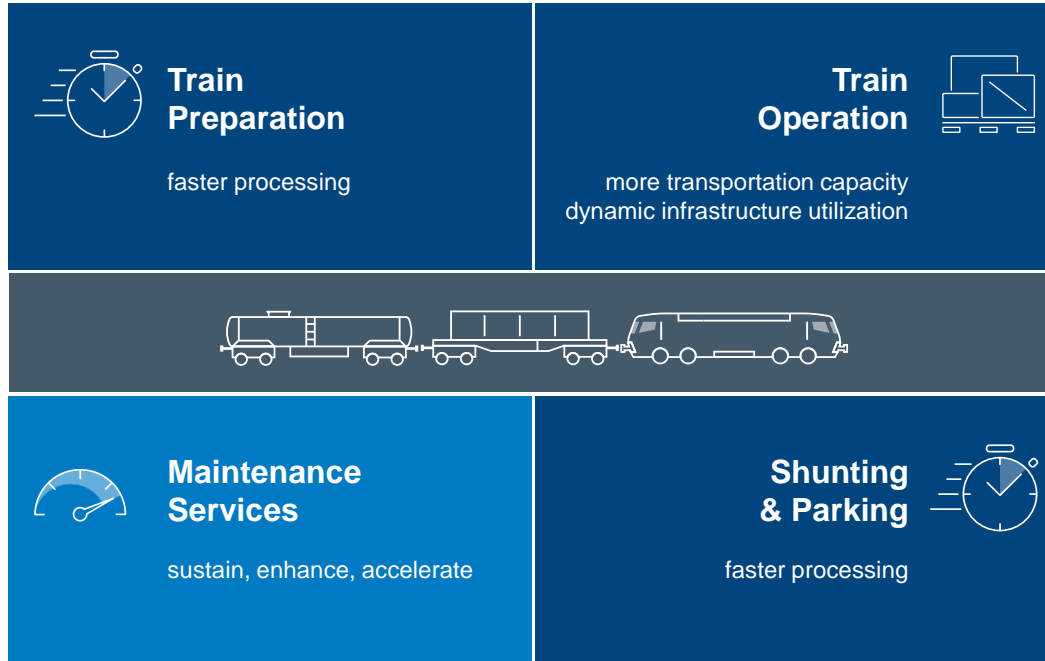 Train
Preparation
faster processing
Train
Operation
more transportation capacity
dynamic infrastructure utilization
Maintenance
Services
sustain, enhance, accelerate
Shunting
& Parking
faster processing